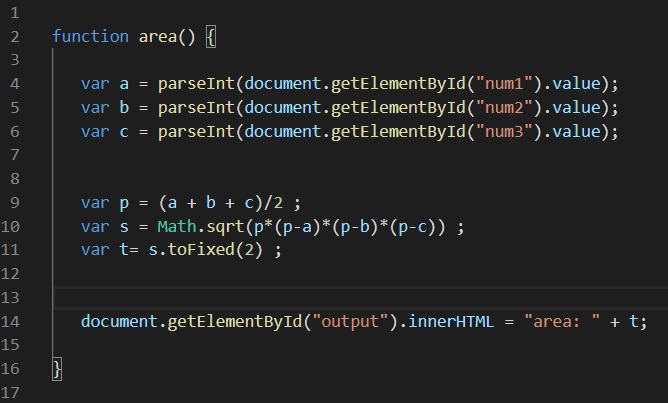 1
2 function area() {
3
4 var a = parseInt(document.getElementById("num1").value);
5 var b = parseInt(document.getElementById("num2").value);
6 var c = parseInt(document.getElementById("num3").value);
7
8
9 var p = (a + b + c)/2 ;
10 var s = Math.sqrt(p*(p-a)*(p-b)*(p-c)) ;
11 var t= s.toFixed(2) ;
12
13
14 document.getElementById("output").innerHTML = "area: " + t;
15
16 }
17